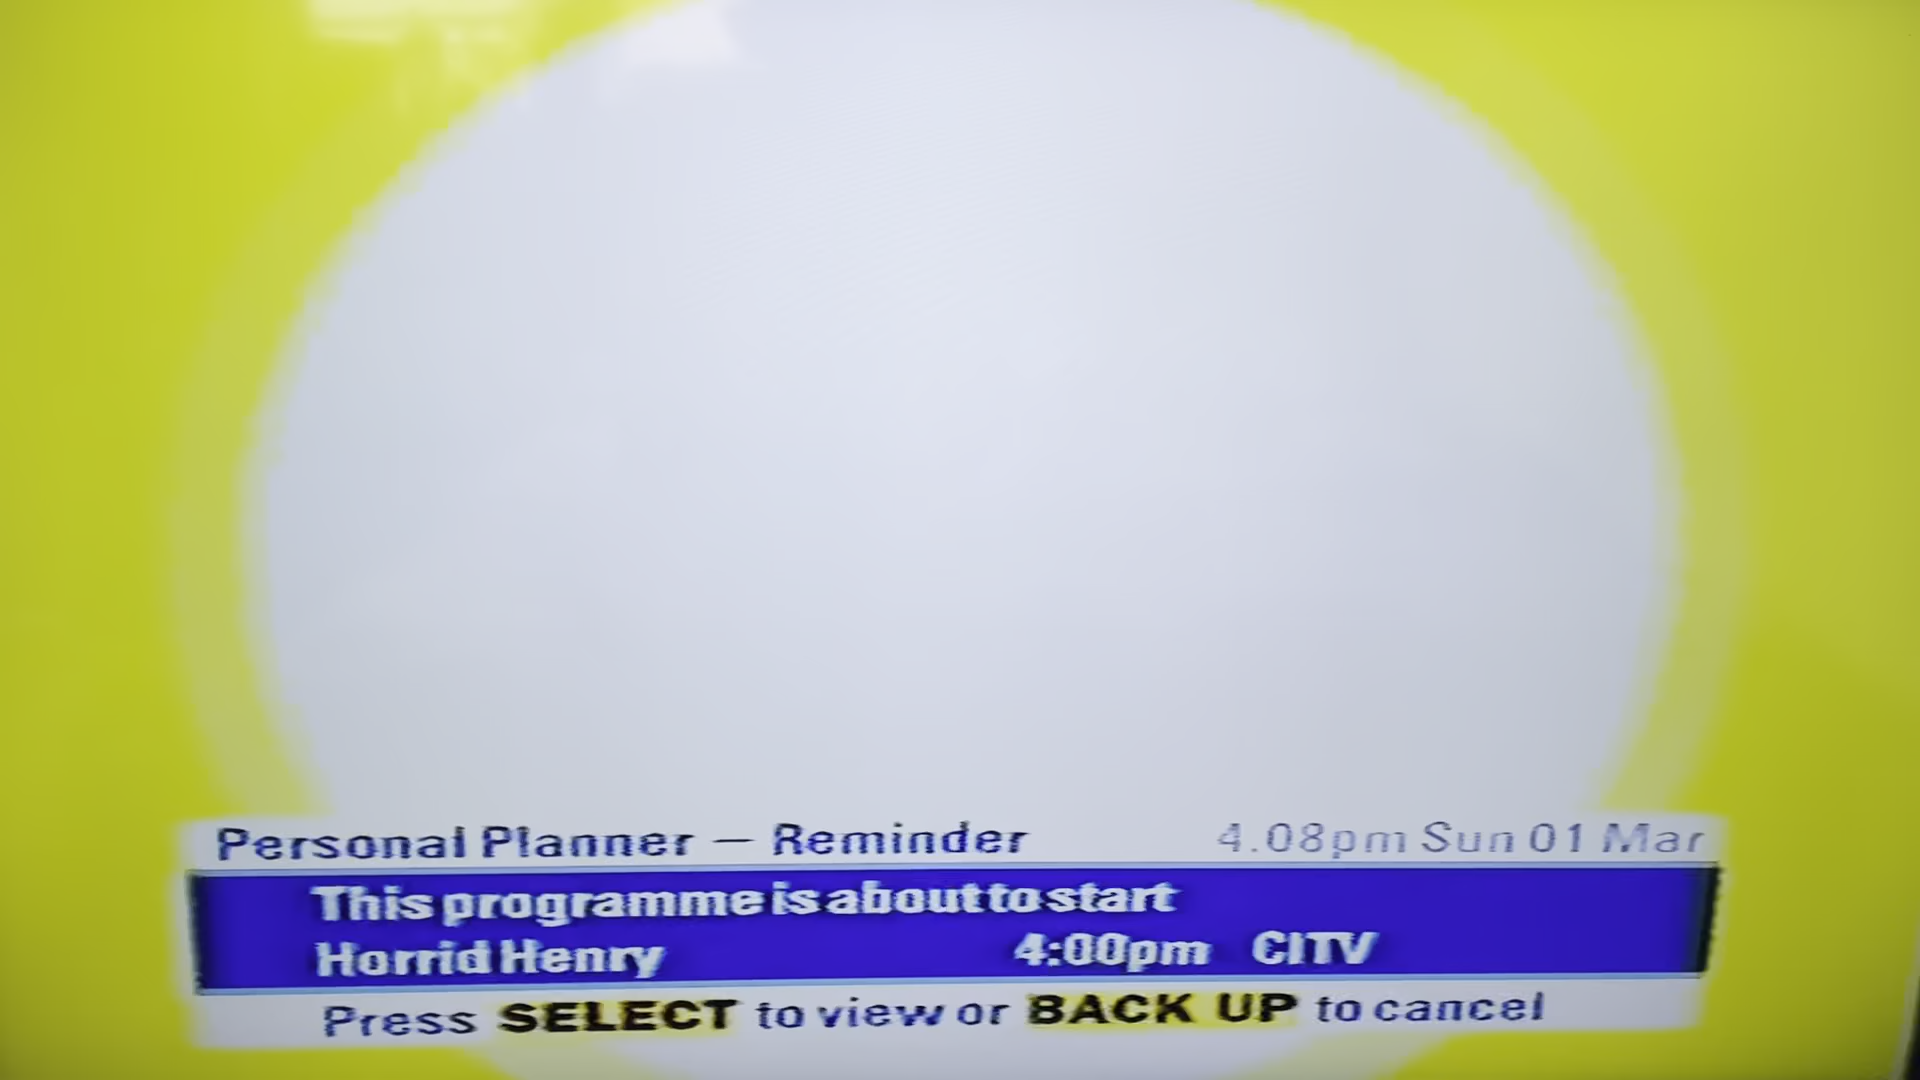 Personal Planner — Reminder 4.08pm Sun 01 Mar
This programme is about to start
Horrid Henry 4:00pm CITV
Press SELECT to view or BACK UP to cancel